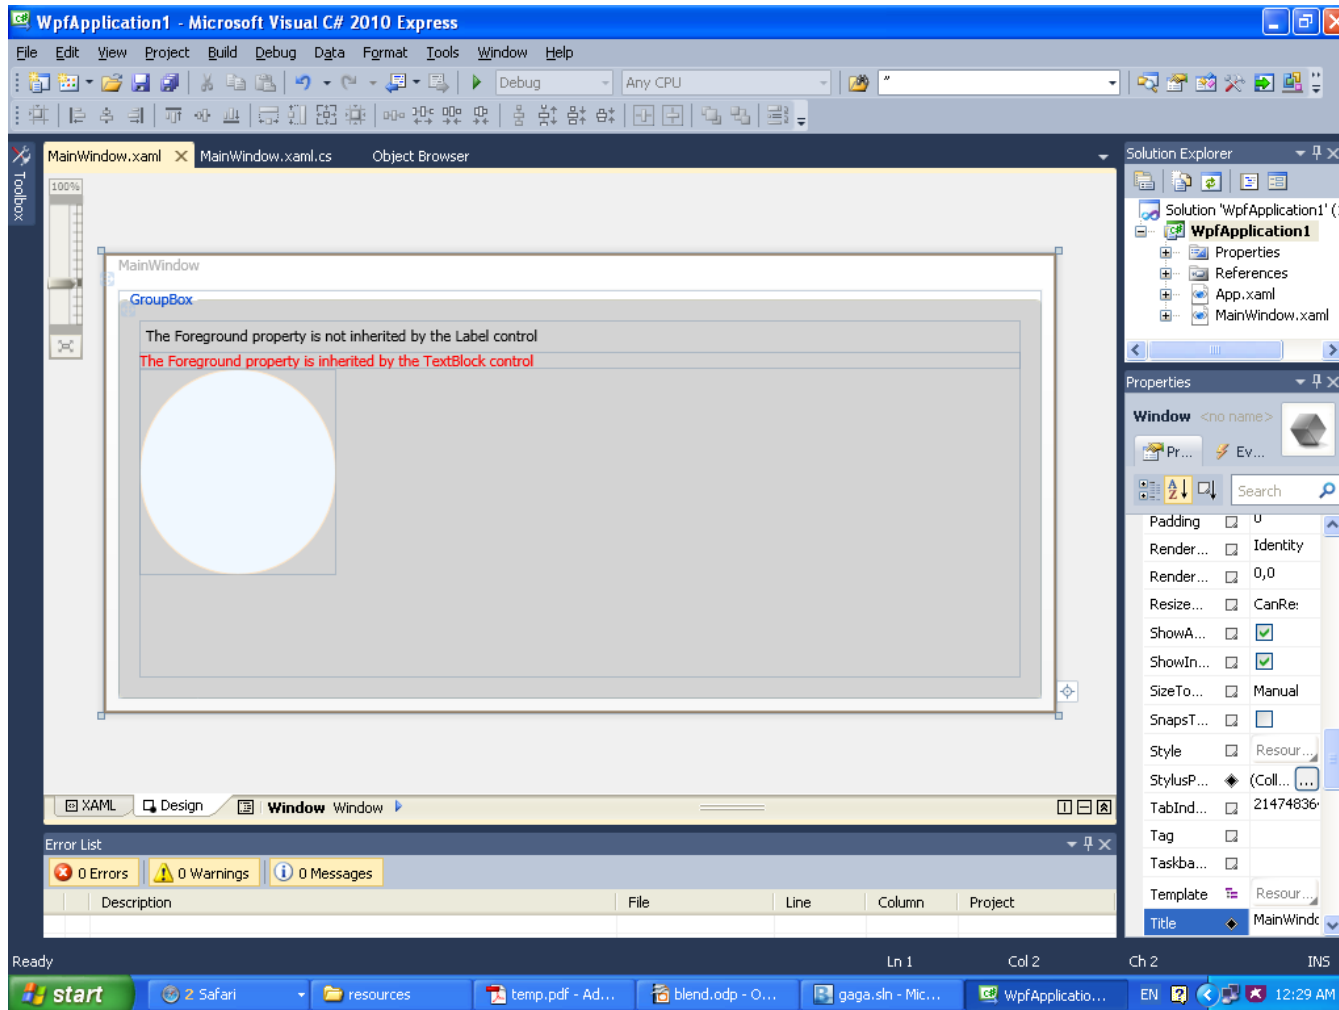 WpfApplication1 - Microsoft Visual C# 2010 Express
File Edit View Project Build Debug Data Format Tools Window Help
Debug Any CPU "
Toolbox
MainWindow.xaml MainWindow.xaml.cs Object Browser
100%
MainWindow
GroupBox
The Foreground property is not inherited by the Label control
The Foreground property is inherited by the TextBlock control
XAML Design Window Window
Error List
0 Errors 0 Warnings 0 Messages
Description File Line Column Project
Solution Explorer
Solution 'WpfApplication1' (
WpfApplication1
Properties
References
App.xaml
MainWindow.xaml
Properties
Window <no name>
Pr... Ev...
Search
Padding 0
Render... Identity
Render... 0,0
Resize... CanRe
ShowA...
ShowIn...
SizeTo... Manual
SnapsT...
Style Resour...
StylusP... (Coll... ...
TabInd... 21474836
Tag
Taskba...
Template Resour...
Title MainWindo
Ready Ln 1 Col 2 Ch 2 INS
start 2 Safari resources temp.pdf - Ad... blend.odp - O... gaga.sln - Mic... WpfApplicatio... EN 12:29 AM